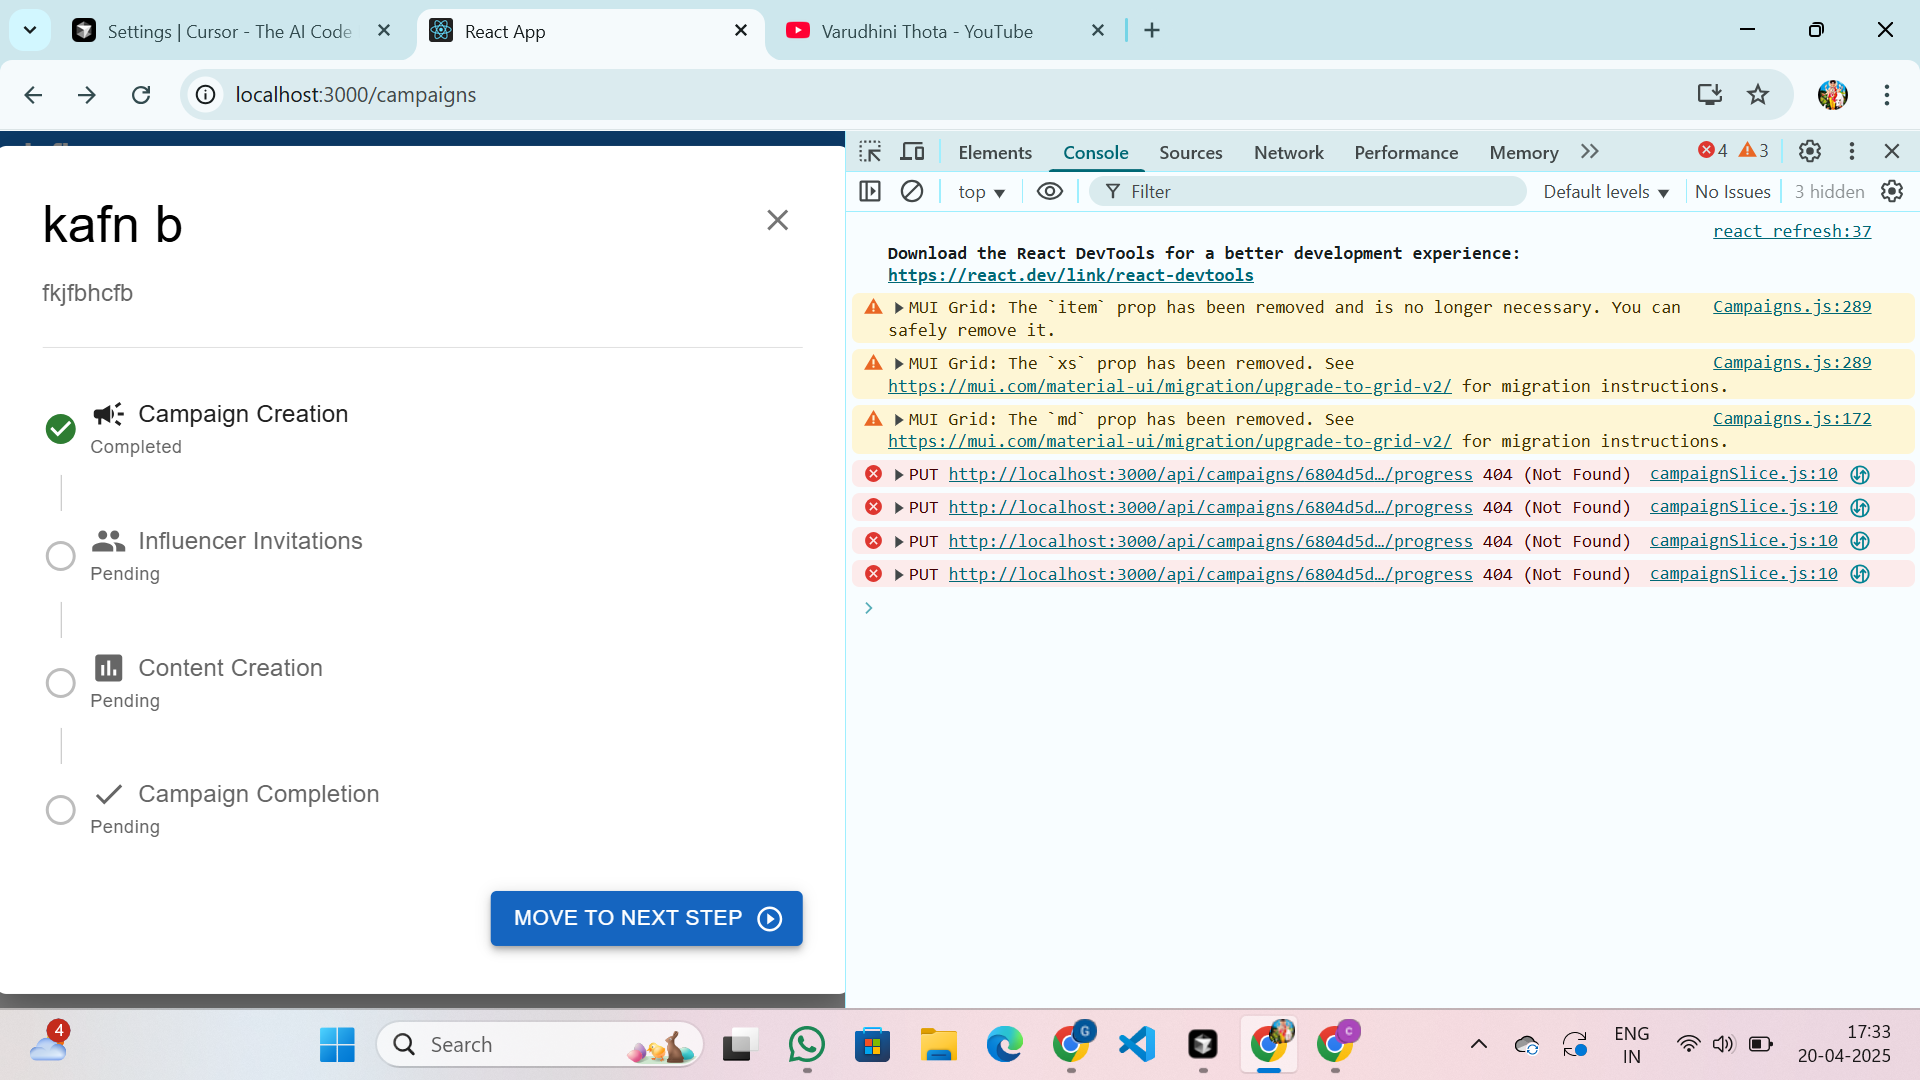 Settings | Cursor - The AI Code
React App
Varudhini Thota - YouTube
localhost:3000/campaigns
kafn b
fkjfbhcfb
Campaign Creation
Completed
Influencer Invitations
Pending
Content Creation
Pending
Campaign Completion
Pending
MOVE TO NEXT STEP
Elements
Console
Sources
Network
Performance
Memory
4
3
top
Filter
Default levels
No Issues
3 hidden
react refresh:37
Download the React DevTools for a better development experience:
https://react.dev/link/react-devtools
MUI Grid: The `item` prop has been removed and is no longer necessary. You can Campaigns.js:289
safely remove it.
MUI Grid: The `xs` prop has been removed. See Campaigns.js:289
https://mui.com/material-ui/migration/upgrade-to-grid-v2/ for migration instructions.
MUI Grid: The `md` prop has been removed. See Campaigns.js:172
https://mui.com/material-ui/migration/upgrade-to-grid-v2/ for migration instructions.
PUT http://localhost:3000/api/campaigns/6804d5d…/progress 404 (Not Found) campaignSlice.js:10
PUT http://localhost:3000/api/campaigns/6804d5d…/progress 404 (Not Found) campaignSlice.js:10
PUT http://localhost:3000/api/campaigns/6804d5d…/progress 404 (Not Found) campaignSlice.js:10
PUT http://localhost:3000/api/campaigns/6804d5d…/progress 404 (Not Found) campaignSlice.js:10
4
Search
G
C
ENG
IN
17:33
20-04-2025